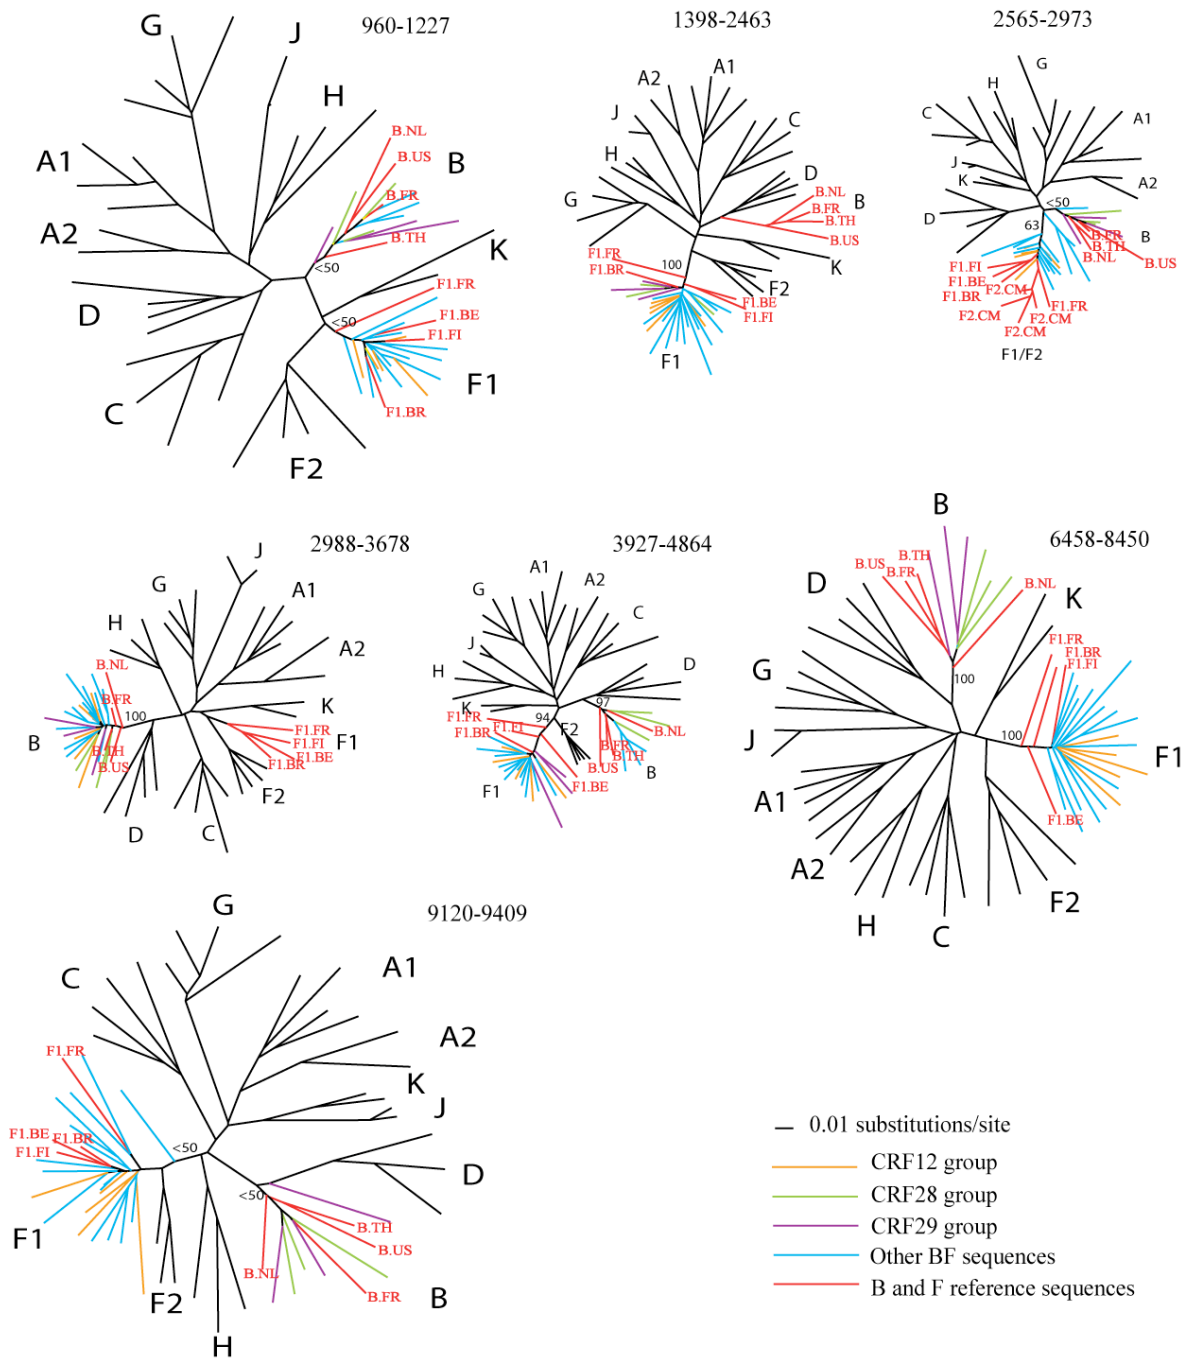 960-1227
G
J
H
A1
B.NL
B.US
B
B.FR
A2
B.TH
K
<50
F1.FR
D
<50
F1.BE
F1.FI
F1
C
F1.BR
F2
1398-2463
A1
A2
J
C
H
D
B.NL
G
B
B.FR
B.TH
B.US
F1.FR
F1.BR
100
K
F2
F1.BE
F1.FI
F1
2565-2973
G
H
C
A1
J
K
A2
<50
D
63
B.FR
B
B.TH
B.NL
B.US
F1.FI
F1.BE
F2.CM
F1.BR
F1.FR
F2.CM
F2.CM
F2.CM
F1/F2
2988-3678
J
G
A1
H
A2
B.NL
B.FR
K
100
F1.FR
B
F1.FI
F1
B.TH
F1.BE
B.US
F1.BR
F2
D
C
3927-4864
A1
A2
G
C
J
D
H
K
97
F1.FR
94
F1.FI
F2
B.NL
F1.BR
B.FR
B.TH
B.US
B
F1.BE
F1
6458-8450
B
B.TH
B.US
B.FR
D
B.NL
K
F1.FR
F1.BR
F1.FI
G
100
J
100
F1
A1
F1.BE
A2
F2
H
C
9120-9409
G
C
A1
A2
F1.FR
K
J
F1.BE
F1.BR
F1.FI
<50
D
<50
F1
B.TH
B.US
B.NL
B.FR
B
F2
H
0.01 substitutions/site
CRF12 group
CRF28 group
CRF29 group
Other BF sequences
B and F reference sequences